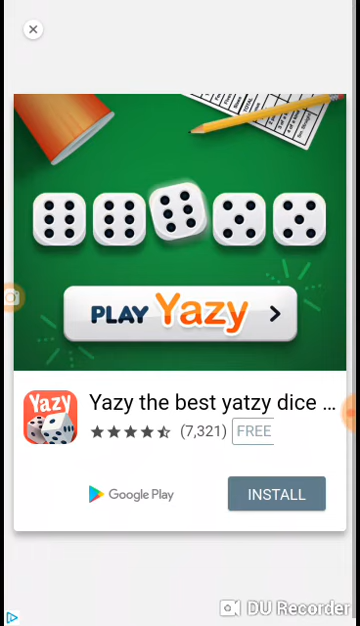 PLAY Yazy
Yazy
Yazy the best yatzy dice ...
(7,321) FREE
Google Play
INSTALL
DU Recorder